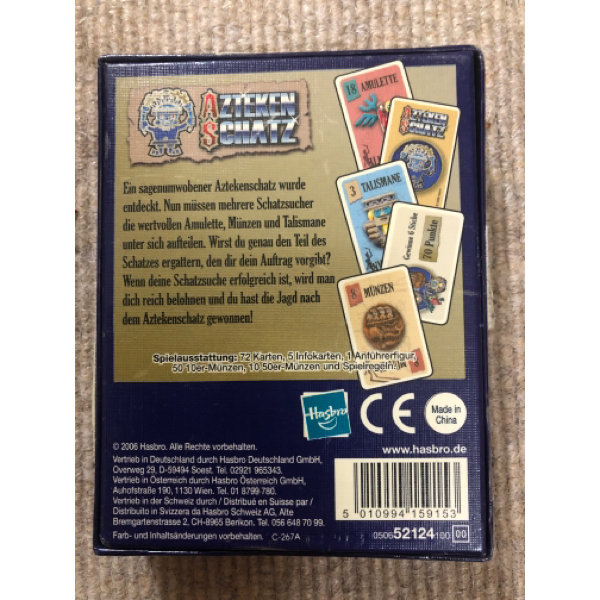 AZTEKEN
SCHATZ
Ein sagenumwobener Aztekenschatz wurde
entdeckt. Nun müssen mehrere Schatzsucher
die wertvollen Amulette, Münzen und Talismane
unter sich aufteilen. Wirst du genau den Teil des
Schatzes ergattern, den dir dein Auftrag vorgibt?
Wenn deine Schatzsuche erfolgreich ist, wird man
dich reich belohnen und du hast die Jagd nach
dem Aztekenschatz gewonnen!
18 AMULETTE
AZTEKEN
SCHATZ
3 TALISMANE
Gewinne 6 Stiche
70 Punkte
8 MÜNZEN
Spielausstattung: 72 Karten, 5 Infokarten, 1 Anführerfigur,
50 10er-Münzen, 10 50er-Münzen und Spielregeln.
Hasbro
CE
Made in
China
www.hasbro.de
© 2006 Hasbro. Alle Rechte vorbehalten.
Vertrieb in Deutschland durch Hasbro Deutschland GmbH,
Overweg 29, D-59494 Soest. Tel. 02921 965343.
Vertrieb in Österreich durch Hasbro Österreich GmbH,
Auhofstraße 190, 1130 Wien. Tel. 01 8799-780.
Vertrieb in der Schweiz durch / Distribué en Suisse par /
Distribuito in Svizzera da Hasbro Schweiz AG, Alte
Bremgartenstrasse 2, CH-8965 Berikon. Tel. 056 648 70 99.
Farb- und Inhaltsänderungen vorbehalten. C-267A
5 010994 159153
0506 52124 100 00